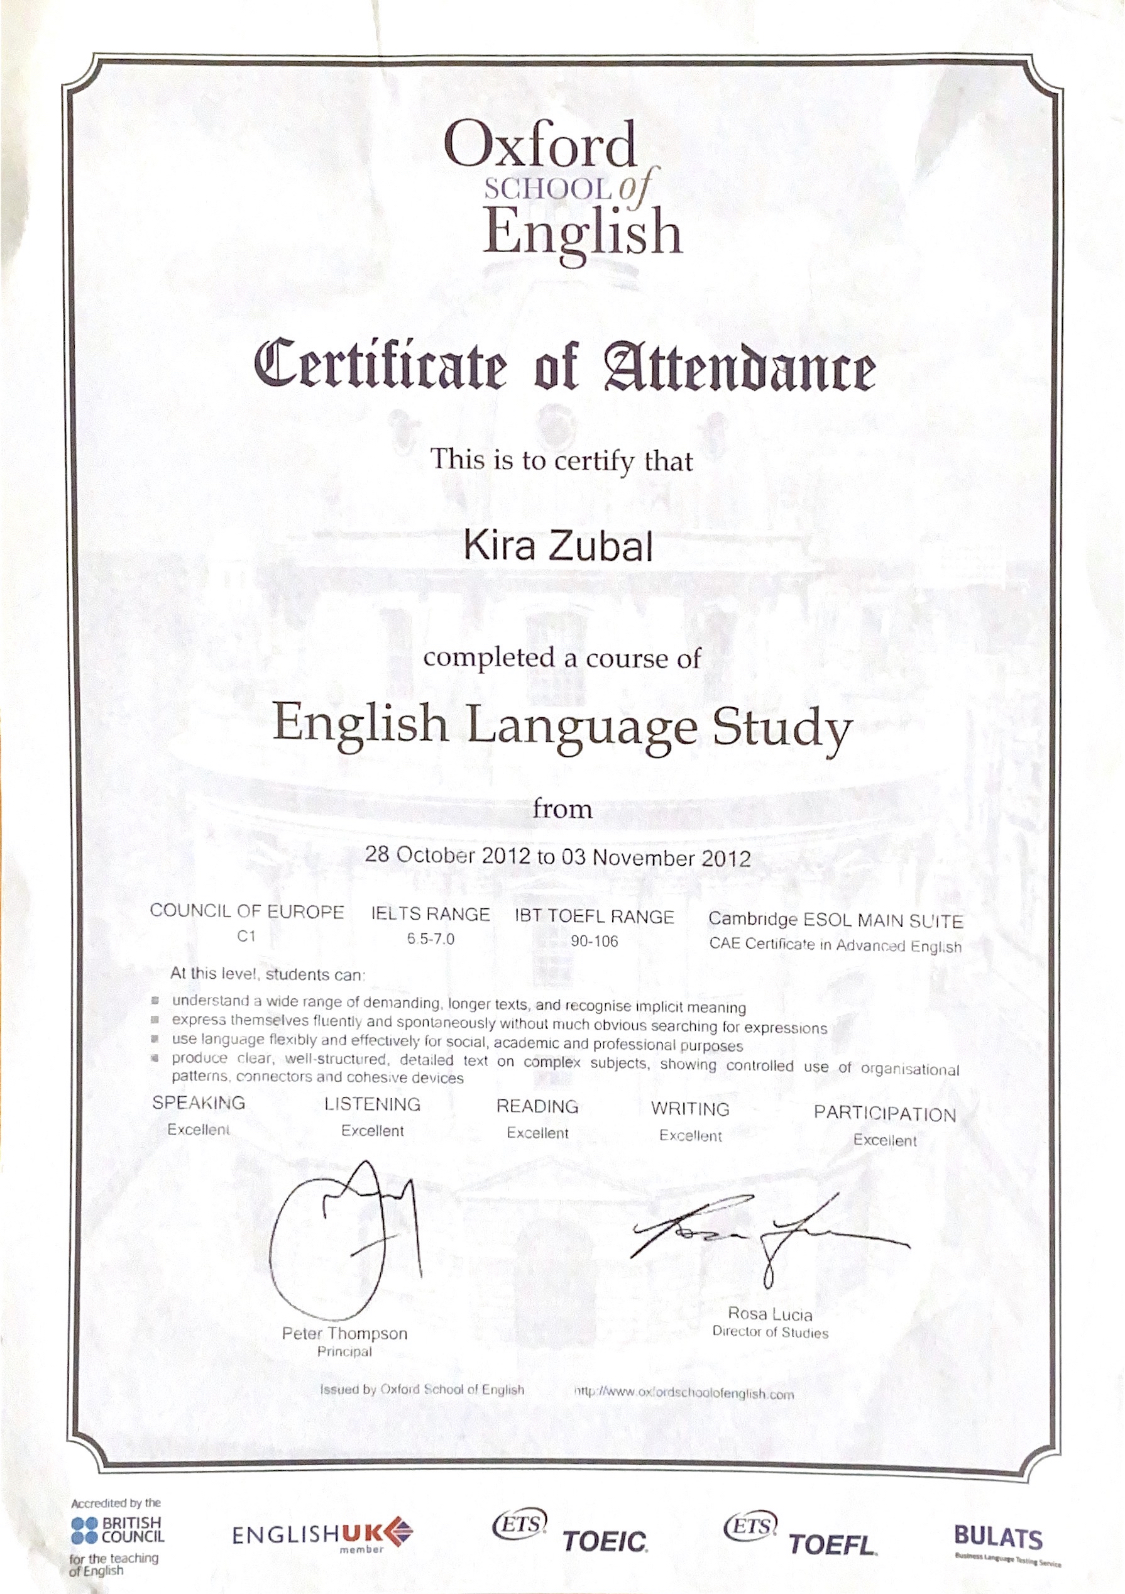 Oxford
SCHOOL of
English
Certificate of Attendance
This is to certify that
Kira Zubal
completed a course of
English Language Study
from
28 October 2012 to 03 November 2012
COUNCIL OF EUROPE IELTS RANGE IBT TOEFL RANGE Cambridge ESOL MAIN SUITE
C1 6.5-7.0 90-106 CAE Certificate in Advanced English
At this level, students can:
understand a wide range of demanding, longer texts, and recognise implicit meaning
express themselves fluently and spontaneously without much obvious searching for expressions
use language flexibly and effectively for social, academic and professional purposes
produce clear, well-structured, detailed text on complex subjects, showing controlled use of organisational
patterns, connectors and cohesive devices
SPEAKING LISTENING READING WRITING PARTICIPATION
Excellent Excellent Excellent Excellent Excellent
Peter Thompson
Principal
Rosa Lucia
Director of Studies
Issued by Oxford School of English http://www.oxfordschoolofenglish.com
Accredited by the
BRITISH
COUNCIL
for the teaching
of English
ENGLISHUK
member
ETS TOEIC.
ETS TOEFL.
BULATS
Business Language Testing Service